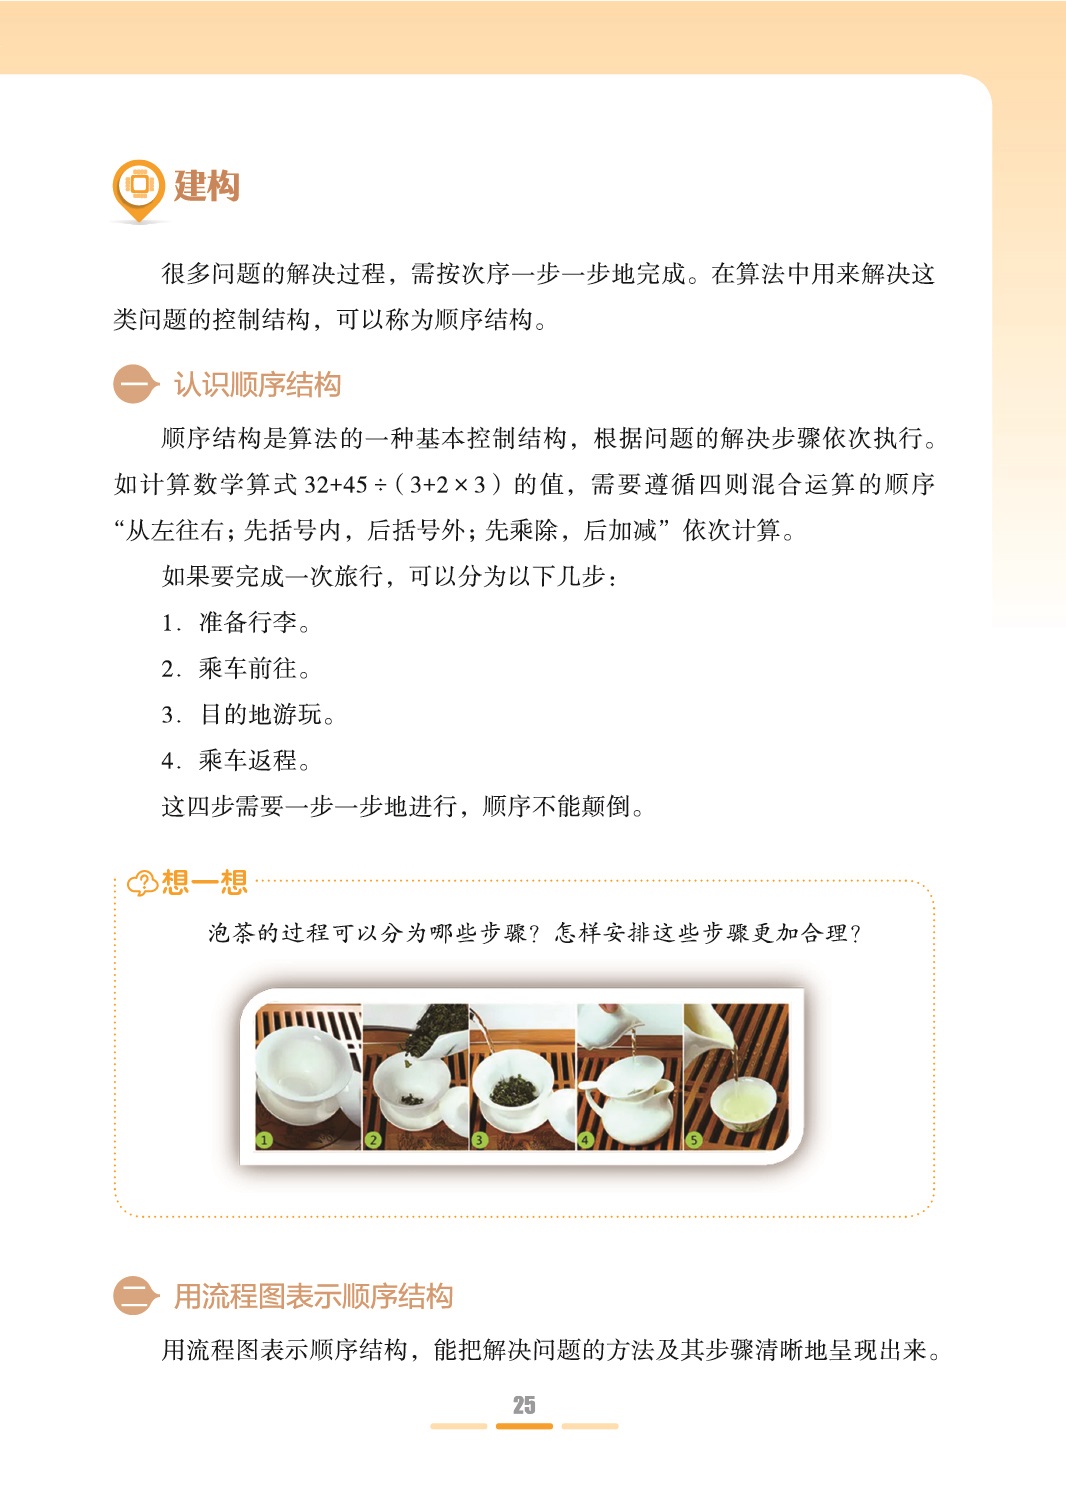 建构
很多问题的解决过程，需按次序一步一步地完成。在算法中用来解决这
类问题的控制结构，可以称为顺序结构。
一 认识顺序结构
顺序结构是算法的一种基本控制结构，根据问题的解决步骤依次执行。
如计算数学算式 32+45÷（3+2×3）的值，需要遵循四则混合运算的顺序
“从左往右；先括号内，后括号外；先乘除，后加减”依次计算。
如果要完成一次旅行，可以分为以下几步：
1. 准备行李。
2. 乘车前往。
3. 目的地游玩。
4. 乘车返程。
这四步需要一步一步地进行，顺序不能颠倒。
想一想
泡茶的过程可以分为哪些步骤？怎样安排这些步骤更加合理？
1 2 3 4 5
二 用流程图表示顺序结构
用流程图表示顺序结构，能把解决问题的方法及其步骤清晰地呈现出来。
25